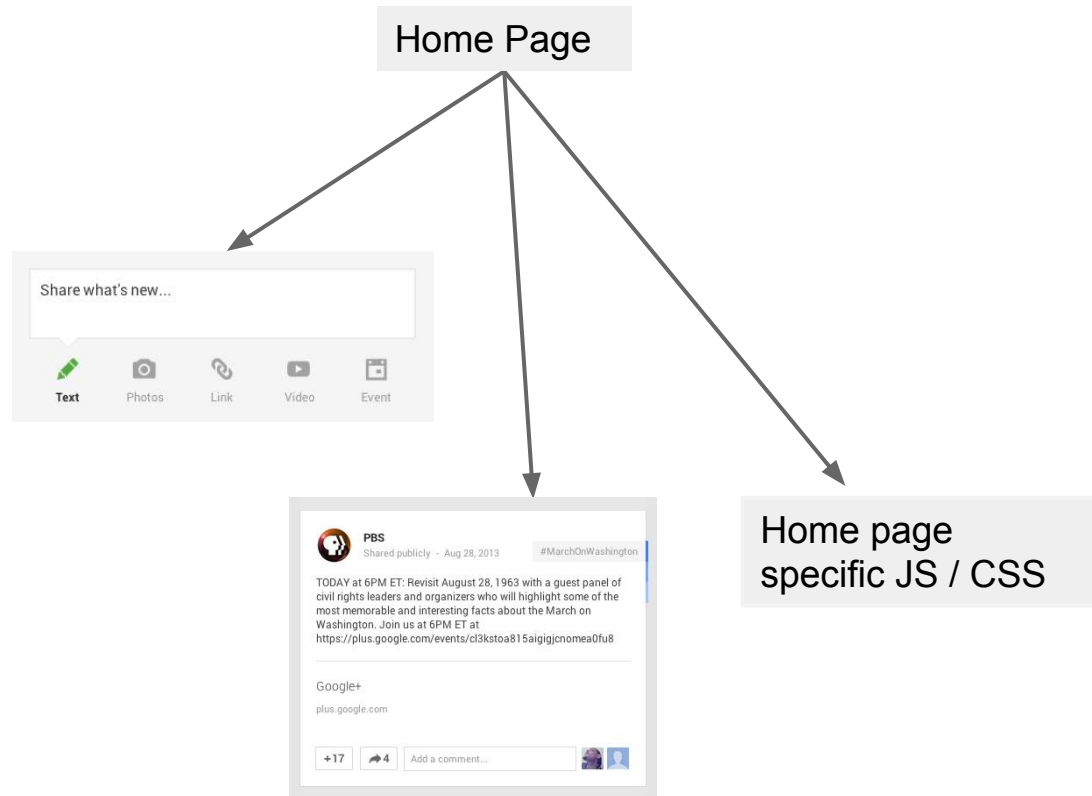 Home Page
Share what's new...
Text Photos Link Video Event
PBS
Shared publicly - Aug 28, 2013 #MarchOnWashington
TODAY at 6PM ET: Revisit August 28, 1963 with a guest panel of
civil rights leaders and organizers who will highlight some of the
most memorable and interesting facts about the March on
Washington. Join us at 6PM ET at
https://plus.google.com/events/cl3kstoa815aigigjcnomea0fu8
Google+
plus.google.com
+17 4 Add a comment...
Home page
specific JS / CSS